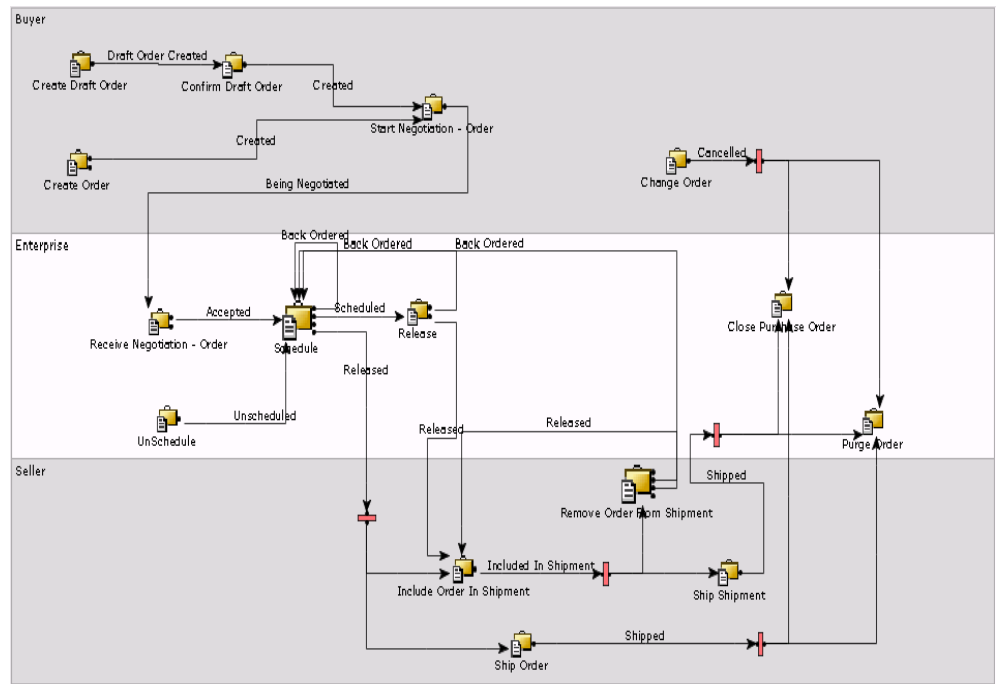 Buyer
Draft Order Created
Create Draft Order
Confirm Draft Order
Created
Start Negotiation - Order
Created
Create Order
Cancelled
Change Order
Being Negotiated
Enterprise
Back Ordered
Back Ordered
Back Ordered
Accepted
Scheduled
Receive Negotiation - Order
Schedule
Release
Close Purchase Order
Released
Unscheduled
UnSchedule
Released
Released
Purge Order
Seller
Shipped
Remove Order From Shipment
Included In Shipment
Include Order In Shipment
Ship Shipment
Shipped
Ship Order